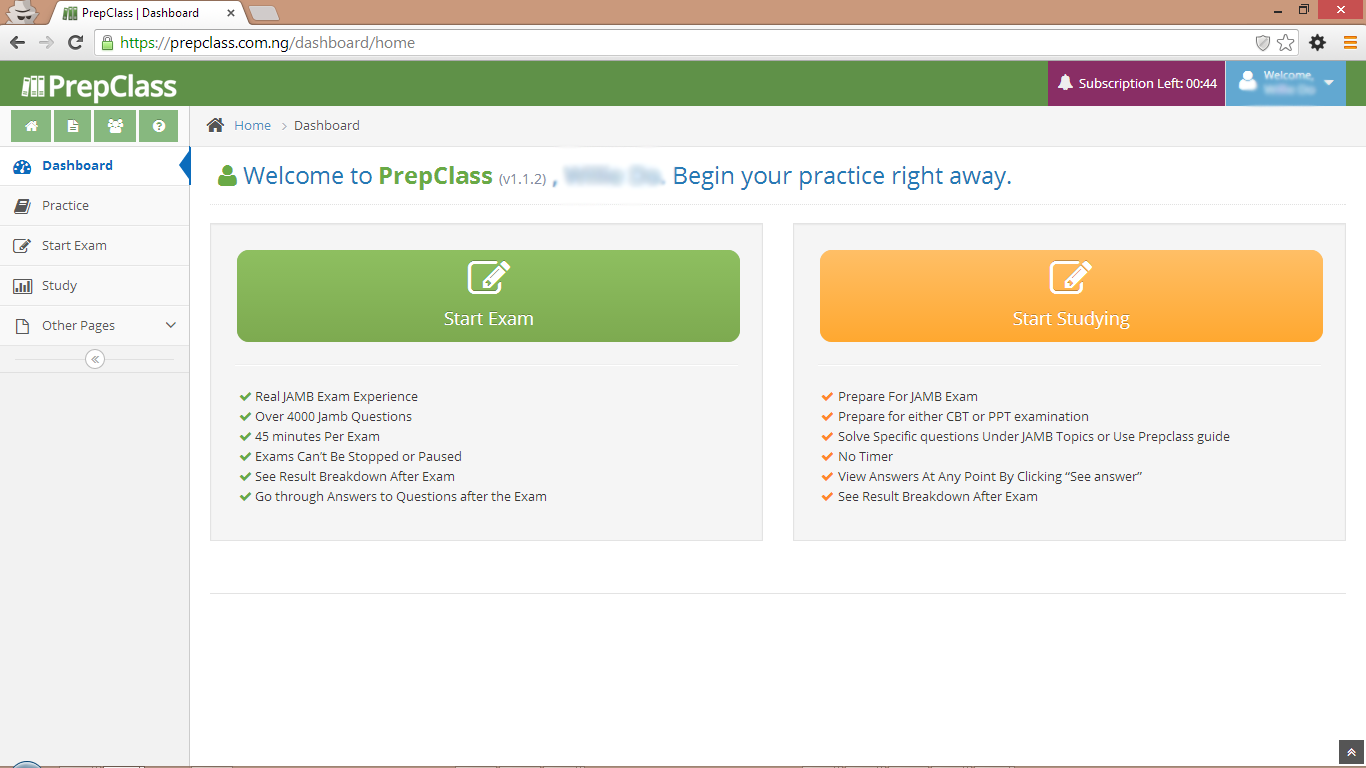 PrepClass | Dashboard
https://prepclass.com.ng/dashboard/home
PrepClass
Subscription Left: 00:44
Welcome,
Home > Dashboard
Dashboard
Practice
Start Exam
Study
Other Pages
Welcome to PrepClass (v1.1.2) , . Begin your practice right away.
Start Exam
Real JAMB Exam Experience
Over 4000 Jamb Questions
45 minutes Per Exam
Exams Can't Be Stopped or Paused
See Result Breakdown After Exam
Go through Answers to Questions after the Exam
Start Studying
Prepare For JAMB Exam
Prepare for either CBT or PPT examination
Solve Specific questions Under JAMB Topics or Use Prepclass guide
No Timer
View Answers At Any Point By Clicking “See answer”
See Result Breakdown After Exam